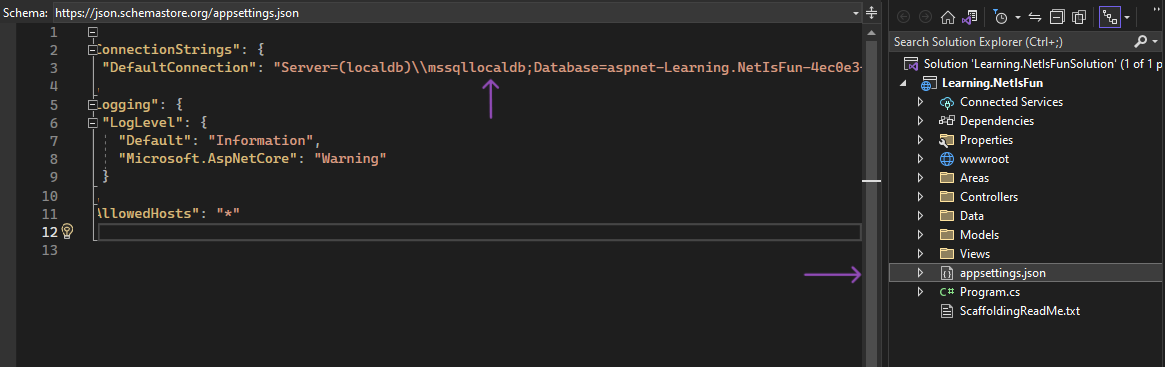 Schema: https://json.schemastore.org/appsettings.json
1
2 ConnectionStrings": {
3 "DefaultConnection": "Server=(localdb)\\mssqllocaldb;Database=aspnet-Learning.NetIsFun-4ec0e3-
4
5 ogging": {
6 "LogLevel": {
7 "Default": "Information",
8 "Microsoft.AspNetCore": "Warning"
9 }
10
11 AllowedHosts": "*"
12
13
Search Solution Explorer (Ctrl+;)
Solution 'Learning.NetIsFunSolution' (1 of 1 p
Learning.NetIsFun
Connected Services
Dependencies
Properties
wwwroot
Areas
Controllers
Data
Models
Views
appsettings.json
C# Program.cs
ScaffoldingReadMe.txt